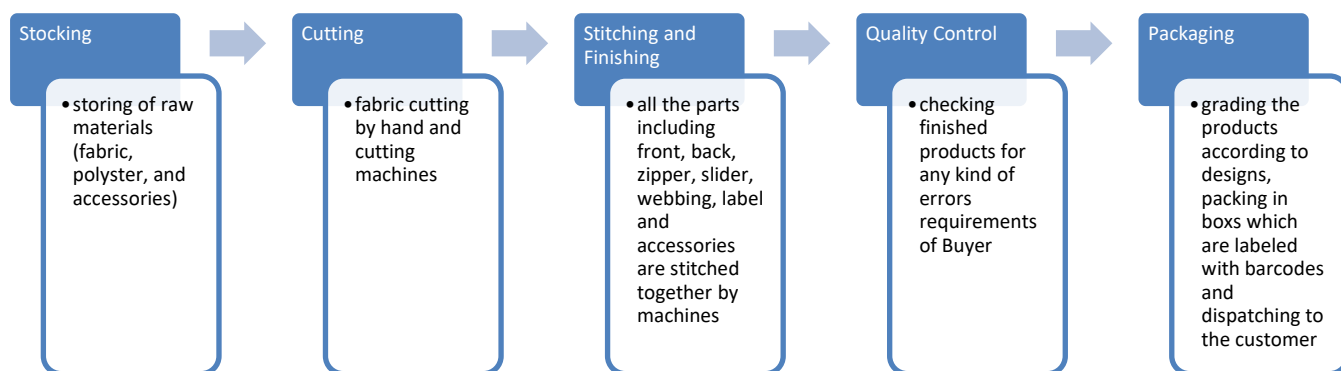 Stocking
• storing of raw
materials
(fabric,
polyster, and
accessories)
Cutting
• fabric cutting
by hand and
cutting
machines
Stitching and
Finishing
• all the parts
including
front, back,
zipper, slider,
webbing, label
and
accessories
are stitched
together by
machines
Quality Control
• checking
finished
products for
any kind of
errors
requirements
of Buyer
Packaging
• grading the
products
according to
designs,
packing in
boxs which
are labeled
with barcodes
and
dispatching to
the customer